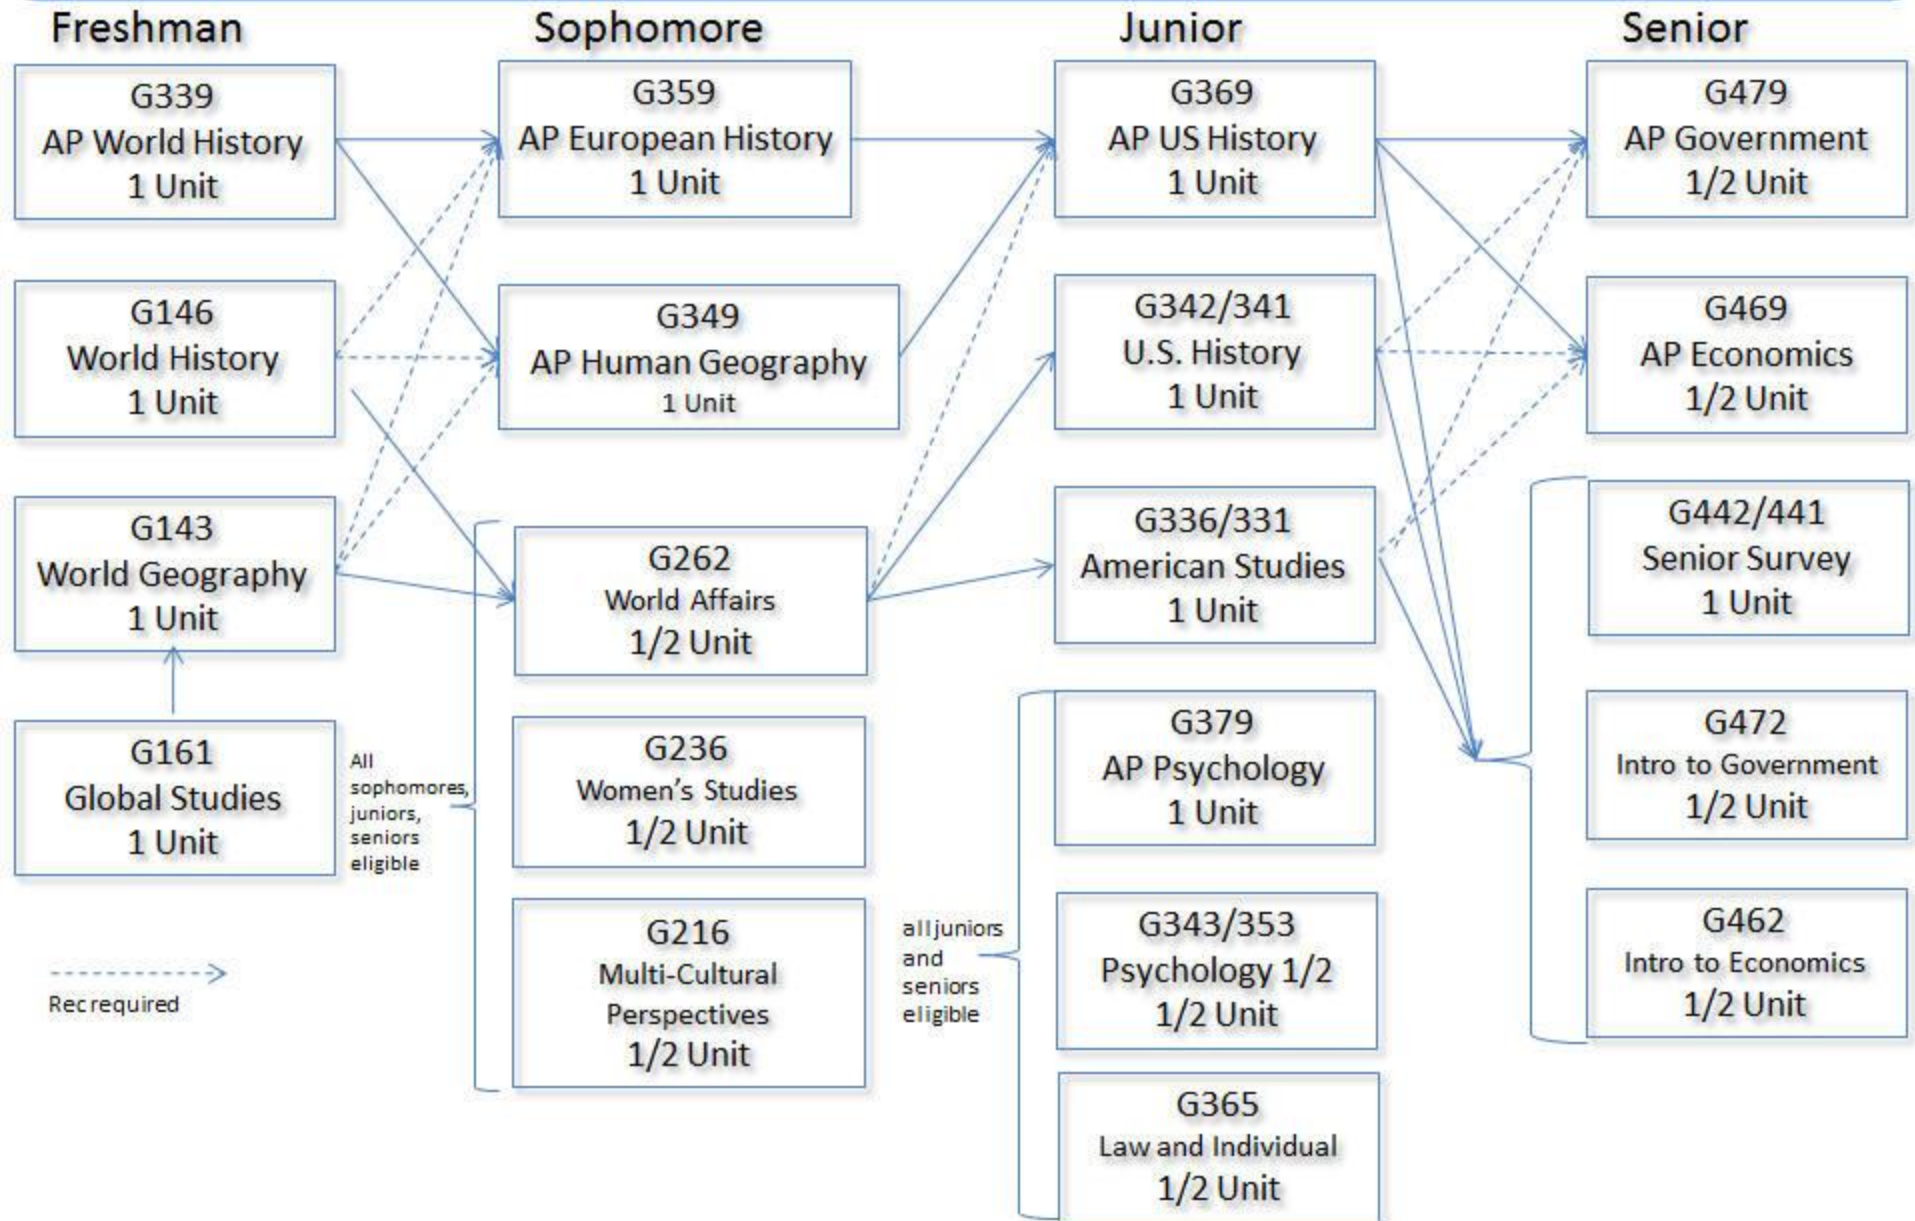 Freshman
G339
AP World History
1 Unit
G146
World History
1 Unit
G143
World Geography
1 Unit
G161
Global Studies
1 Unit
Rec required
All
sophomores,
juniors,
seniors
eligible
Sophomore
G359
AP European History
1 Unit
G349
AP Human Geography
1 Unit
G262
World Affairs
1/2 Unit
G236
Women’s Studies
1/2 Unit
G216
Multi-Cultural
Perspectives
1/2 Unit
all juniors
and
seniors
eligible
Junior
G369
AP US History
1 Unit
G342/341
U.S. History
1 Unit
G336/331
American Studies
1 Unit
G379
AP Psychology
1 Unit
G343/353
Psychology 1/2
1/2 Unit
G365
Law and Individual
1/2 Unit
Senior
G479
AP Government
1/2 Unit
G469
AP Economics
1/2 Unit
G442/441
Senior Survey
1 Unit
G472
Intro to Government
1/2 Unit
G462
Intro to Economics
1/2 Unit